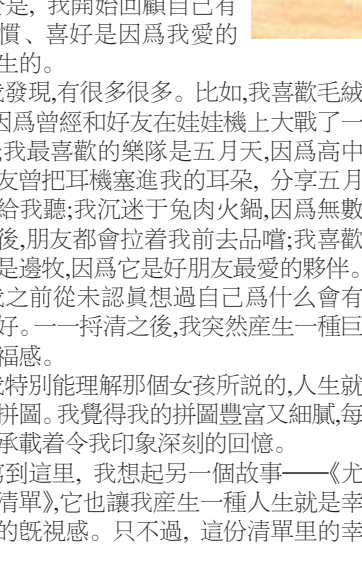 於是, 我開始回顧自己有
慣、喜好是因爲我愛的
生的。
我發現,有很多很多。比如,我喜歡毛絨
因爲曾經和好友在娃娃機上大戰了一
;我最喜歡的樂隊是五月天,因爲高中
友曾把耳機塞進我的耳朵, 分享五月
給我聽;我沉迷于兔肉火鍋,因爲無數
後,朋友都會拉着我前去品嚐;我喜歡
是邊牧,因爲它是好朋友最愛的夥伴。
我之前從未認眞想過自己爲什么會有
好。一一捋清之後,我突然産生一種巨
福感。
我特別能理解那個女孩所説的,人生就
拼圖。我覺得我的拼圖豐富又細膩,每
承載着令我印象深刻的回憶。
寫到這里, 我想起另一個故事——《尤
清單》,它也讓我産生一種人生就是幸
的旣視感。只不過, 這份清單里的幸